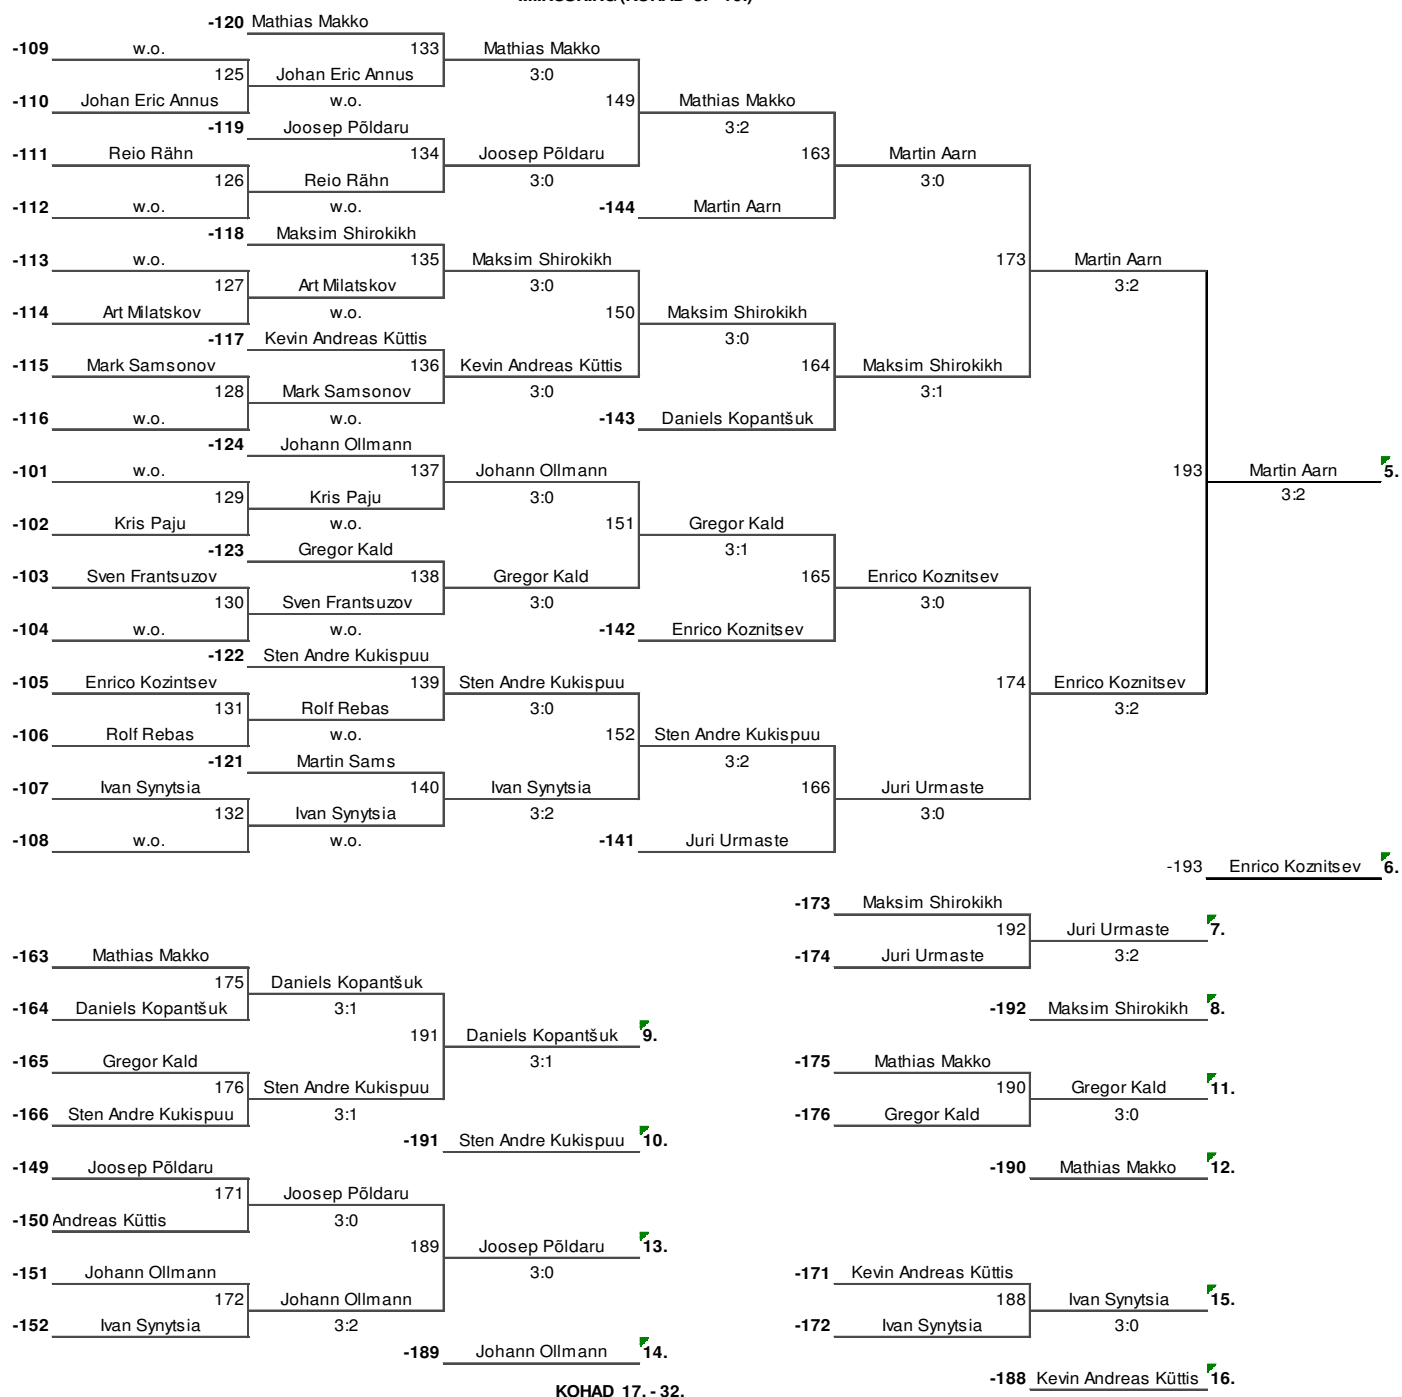 -120 Mathias Makko
-109 w.o. 133 Mathias Makko
125 Johan Eric Annus 3:0
-110 Johan Eric Annus w.o. 149 Mathias Makko
-119 Joosep Põldaru 3:2
-111 Reio Rähn 134 Joosep Põldaru 163 Martin Aarn
126 Reio Rähn 3:0 3:0
-112 w.o. w.o. -144 Martin Aarn
-118 Maksim Shirokikh
-113 w.o. 135 Maksim Shirokikh 173 Martin Aarn
127 Art Milatskov 3:0 3:2
-114 Art Milatskov w.o. 150 Maksim Shirokikh
-117 Kevin Andreas Küttis 3:0
-115 Mark Samsonov 136 Kevin Andreas Küttis 164 Maksim Shirokikh
128 Mark Samsonov 3:0 3:1
-116 w.o. w.o. -143 Daniels Kopantšuk
-124 Johann Ollmann
-101 w.o. 137 Johann Ollmann 193 Martin Aarn 5.
129 Kris Paju 3:0 3:2
-102 Kris Paju w.o. 151 Gregor Kald
-123 Gregor Kald 3:1
-103 Sven Frantsuzov 138 Gregor Kald 165 Enrico Koznitsev
130 Sven Frantsuzov 3:0 3:0
-104 w.o. w.o. -142 Enrico Koznitsev
-122 Sten Andre Kukispuu
-105 Enrico Kozintsev 139 Sten Andre Kukispuu 174 Enrico Koznitsev
131 Rolf Rebas 3:0 3:2
-106 Rolf Rebas w.o. 152 Sten Andre Kukispuu
-121 Martin Sams 3:2
-107 Ivan Synytsia 140 Ivan Synytsia 166 Juri Urmaste
132 Ivan Synytsia 3:2 3:0
-108 w.o. w.o. -141 Juri Urmaste
-193 Enrico Koznitsev 6.
-173 Maksim Shirokikh
192 Juri Urmaste 7.
-163 Mathias Makko -174 Juri Urmaste 3:2
175 Daniels Kopantšuk
-164 Daniels Kopantšuk 3:1 -192 Maksim Shirokikh 8.
191 Daniels Kopantšuk 9.
-165 Gregor Kald 3:1 -175 Mathias Makko
176 Sten Andre Kukispuu 190 Gregor Kald 11.
-166 Sten Andre Kukispuu 3:1 -176 Gregor Kald 3:0
-191 Sten Andre Kukispuu 10.
-149 Joosep Põldaru -190 Mathias Makko 12.
171 Joosep Põldaru
-150 Andreas Küttis 3:0
189 Joosep Põldaru 13.
-151 Johann Ollmann 3:0 -171 Kevin Andreas Küttis
172 Johann Ollmann 188 Ivan Synytsia 15.
-152 Ivan Synytsia 3:2 -172 Ivan Synytsia 3:0
-189 Johann Ollmann 14.
-188 Kevin Andreas Küttis 16.
KOHAD 17. - 32.